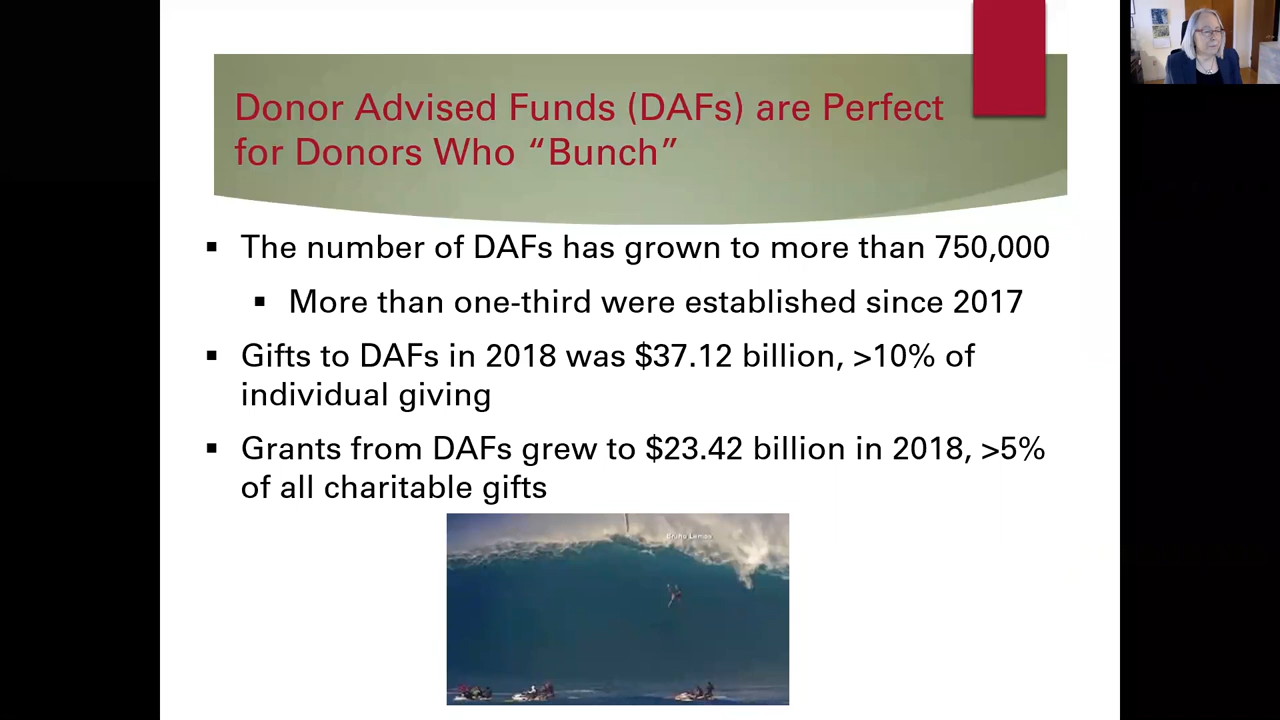 Donor Advised Funds (DAFs) are Perfect
for Donors Who “Bunch”
▪ The number of DAFs has grown to more than 750,000
▪ More than one-third were established since 2017
▪ Gifts to DAFs in 2018 was $37.12 billion, >10% of
individual giving
▪ Grants from DAFs grew to $23.42 billion in 2018, >5%
of all charitable gifts